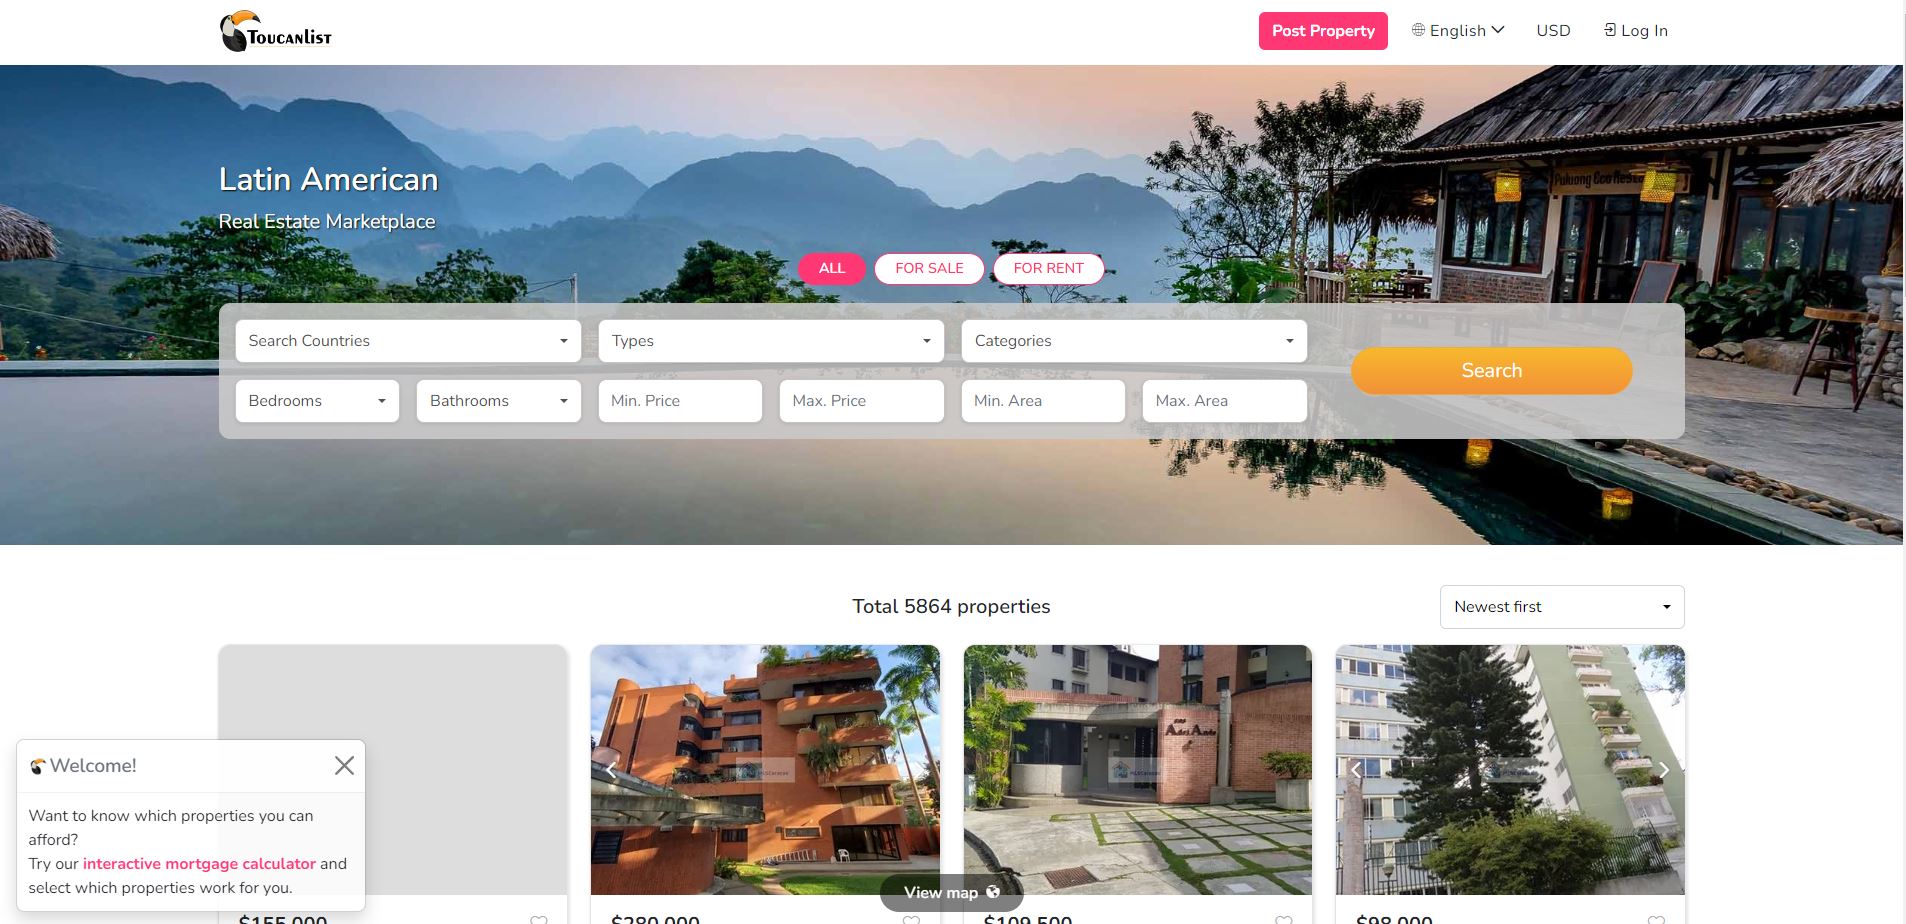 Toucanlist
Post Property
English
USD
Log In
Latin American
Real Estate Marketplace
ALL
FOR SALE
FOR RENT
Search Countries
Types
Categories
Search
Bedrooms
Bathrooms
Min. Price
Max. Price
Min. Area
Max. Area
Total 5864 properties
Newest first
Welcome!
Want to know which properties you can
afford?
Try our interactive mortgage calculator and
select which properties work for you.
View map
$155,000
$280,000
$109,500
$98,000